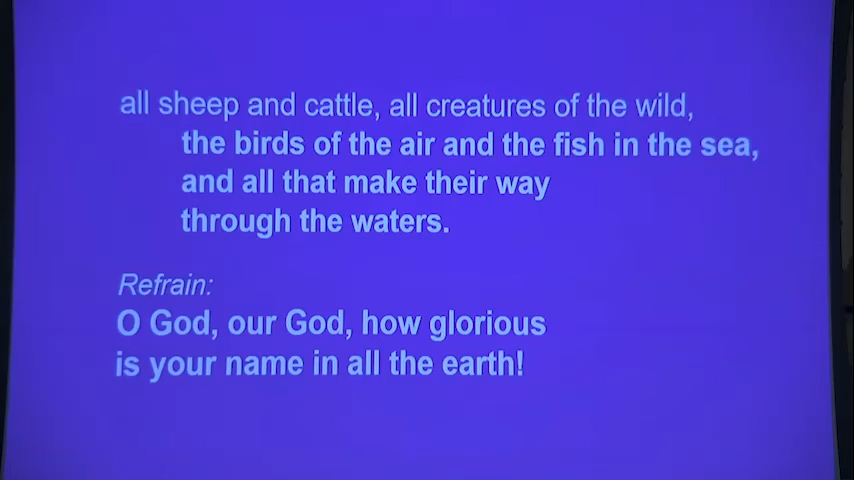 all sheep and cattle, all creatures of the wild,
the birds of the air and the fish in the sea,
and all that make their way
through the waters.
Refrain:
O God, our God, how glorious
is your name in all the earth!